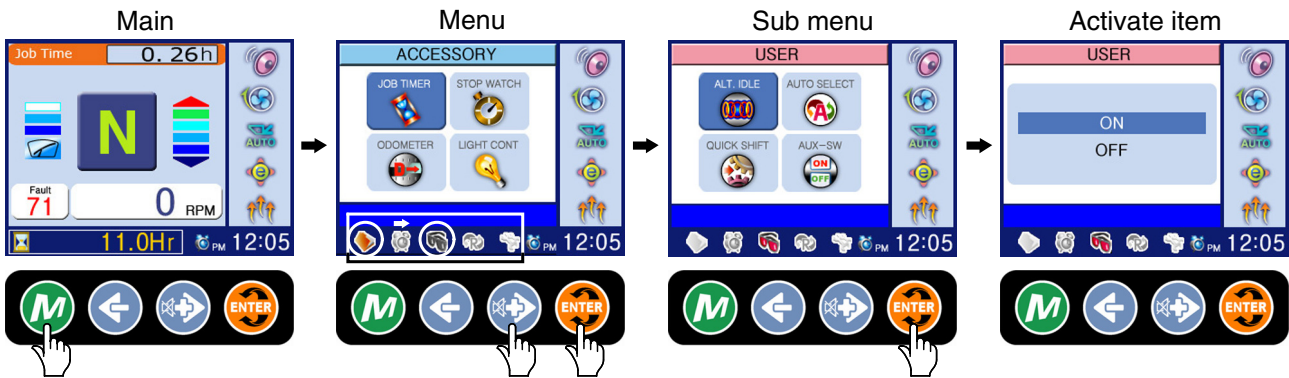 Main
Job Time 0.26h
N
Fault
71
0 RPM
11.0Hr PM 12:05
M ENTER
Menu
ACCESSORY
JOB TIMER STOP WATCH
ODOMETER LIGHT CONT
D
AUTO
e
PM 12:05
M ENTER
Sub menu
USER
ALT. IDLE AUTO SELECT
A
QUICK SHIFT AUX-SW
ON
OFF
AUTO
e
PM 12:05
M ENTER
Activate item
USER
ON
OFF
AUTO
e
PM 12:05
M ENTER